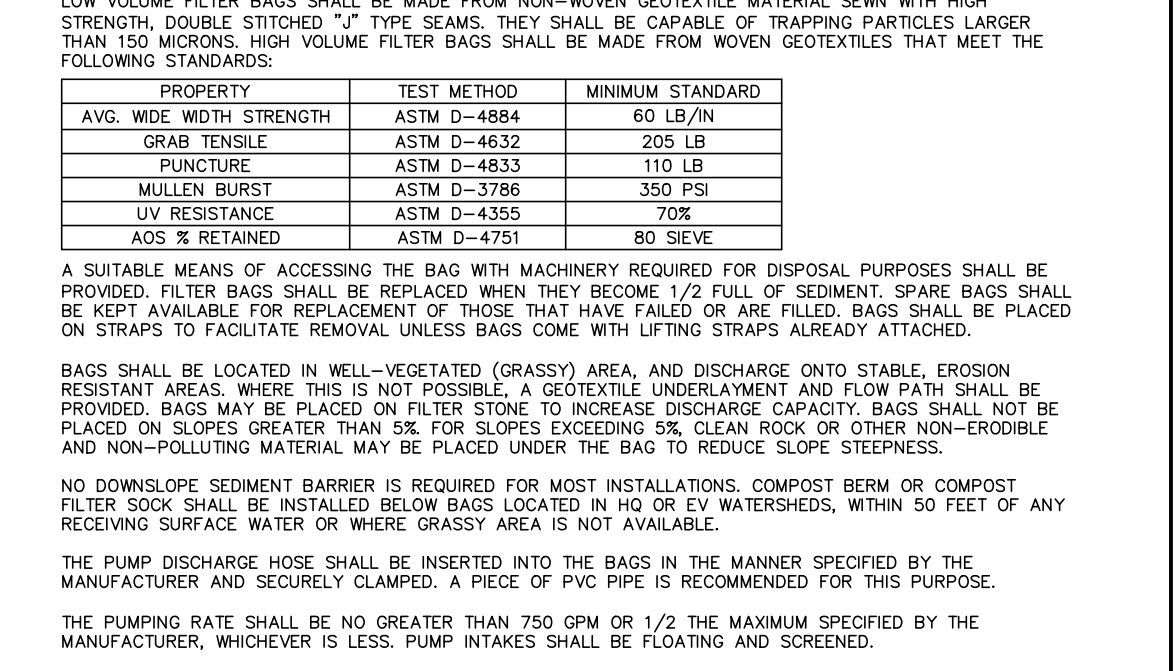 LOW VOLUME FILTER BAGS SHALL BE MADE FROM NON-WOVEN GEOTEXTILE MATERIAL SEWN WITH HIGH
STRENGTH, DOUBLE STITCHED "J" TYPE SEAMS. THEY SHALL BE CAPABLE OF TRAPPING PARTICLES LARGER
THAN 150 MICRONS. HIGH VOLUME FILTER BAGS SHALL BE MADE FROM WOVEN GEOTEXTILES THAT MEET THE
FOLLOWING STANDARDS:
PROPERTY TEST METHOD MINIMUM STANDARD
AVG. WIDE WIDTH STRENGTH ASTM D-4884 60 LB/IN
GRAB TENSILE ASTM D-4632 205 LB
PUNCTURE ASTM D-4833 110 LB
MULLEN BURST ASTM D-3786 350 PSI
UV RESISTANCE ASTM D-4355 70%
AOS % RETAINED ASTM D-4751 80 SIEVE
A SUITABLE MEANS OF ACCESSING THE BAG WITH MACHINERY REQUIRED FOR DISPOSAL PURPOSES SHALL BE
PROVIDED. FILTER BAGS SHALL BE REPLACED WHEN THEY BECOME 1/2 FULL OF SEDIMENT. SPARE BAGS SHALL
BE KEPT AVAILABLE FOR REPLACEMENT OF THOSE THAT HAVE FAILED OR ARE FILLED. BAGS SHALL BE PLACED
ON STRAPS TO FACILITATE REMOVAL UNLESS BAGS COME WITH LIFTING STRAPS ALREADY ATTACHED.
BAGS SHALL BE LOCATED IN WELL-VEGETATED (GRASSY) AREA, AND DISCHARGE ONTO STABLE, EROSION
RESISTANT AREAS. WHERE THIS IS NOT POSSIBLE, A GEOTEXTILE UNDERLAYMENT AND FLOW PATH SHALL BE
PROVIDED. BAGS MAY BE PLACED ON FILTER STONE TO INCREASE DISCHARGE CAPACITY. BAGS SHALL NOT BE
PLACED ON SLOPES GREATER THAN 5%. FOR SLOPES EXCEEDING 5%, CLEAN ROCK OR OTHER NON-ERODIBLE
AND NON-POLLUTING MATERIAL MAY BE PLACED UNDER THE BAG TO REDUCE SLOPE STEEPNESS.
NO DOWNSLOPE SEDIMENT BARRIER IS REQUIRED FOR MOST INSTALLATIONS. COMPOST BERM OR COMPOST
FILTER SOCK SHALL BE INSTALLED BELOW BAGS LOCATED IN HQ OR EV WATERSHEDS, WITHIN 50 FEET OF ANY
RECEIVING SURFACE WATER OR WHERE GRASSY AREA IS NOT AVAILABLE.
THE PUMP DISCHARGE HOSE SHALL BE INSERTED INTO THE BAGS IN THE MANNER SPECIFIED BY THE
MANUFACTURER AND SECURELY CLAMPED. A PIECE OF PVC PIPE IS RECOMMENDED FOR THIS PURPOSE.
THE PUMPING RATE SHALL BE NO GREATER THAN 750 GPM OR 1/2 THE MAXIMUM SPECIFIED BY THE
MANUFACTURER, WHICHEVER IS LESS. PUMP INTAKES SHALL BE FLOATING AND SCREENED.